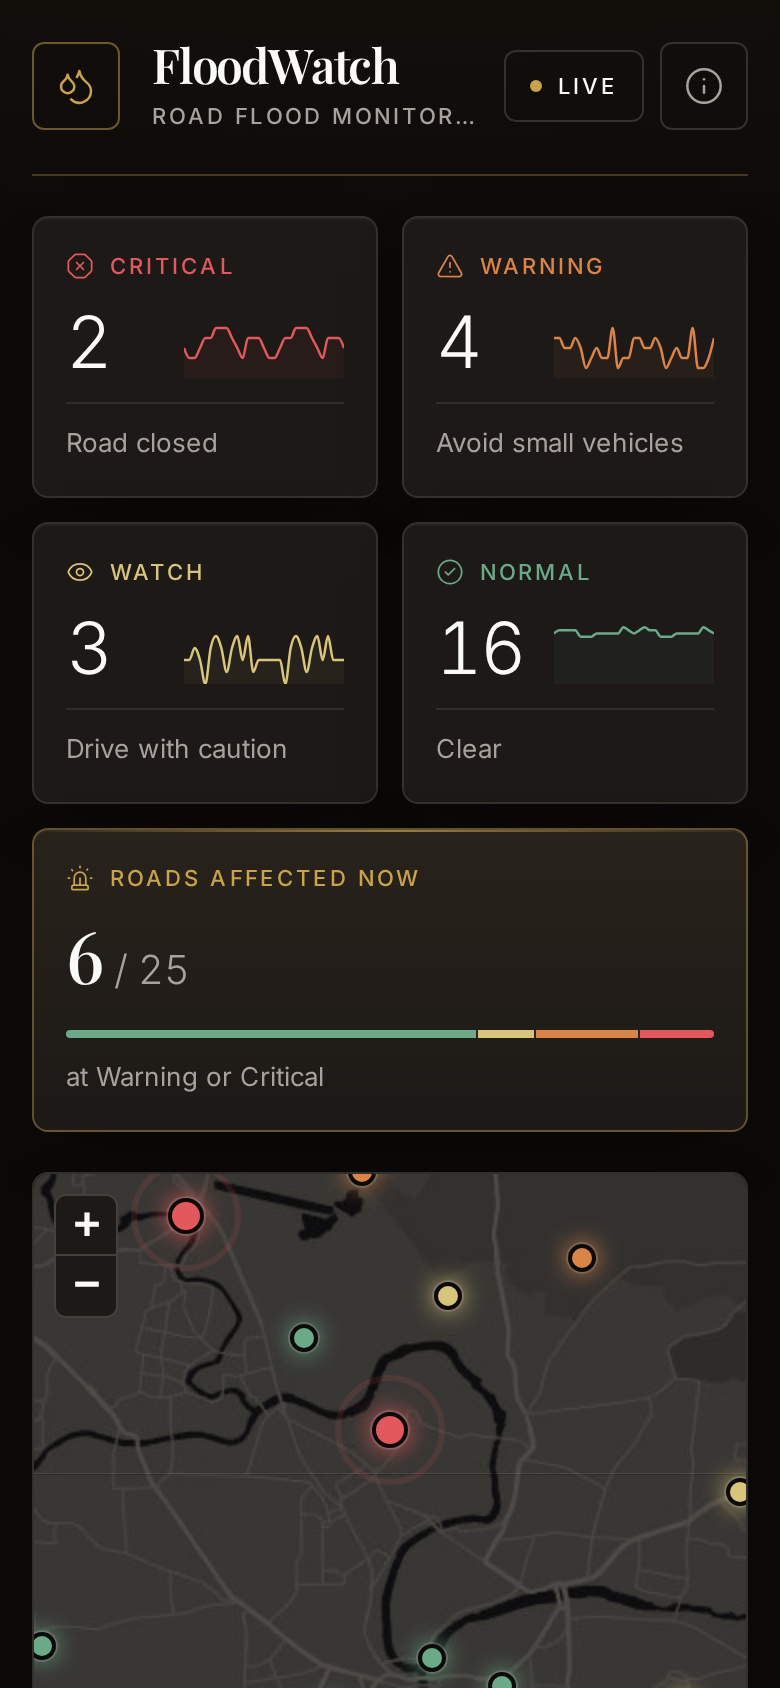 FloodWatch
ROAD FLOOD MONITOR...
LIVE
CRITICAL
2
Road closed
WARNING
4
Avoid small vehicles
WATCH
3
Drive with caution
NORMAL
16
Clear
ROADS AFFECTED NOW
6 / 25
at Warning or Critical
+
−